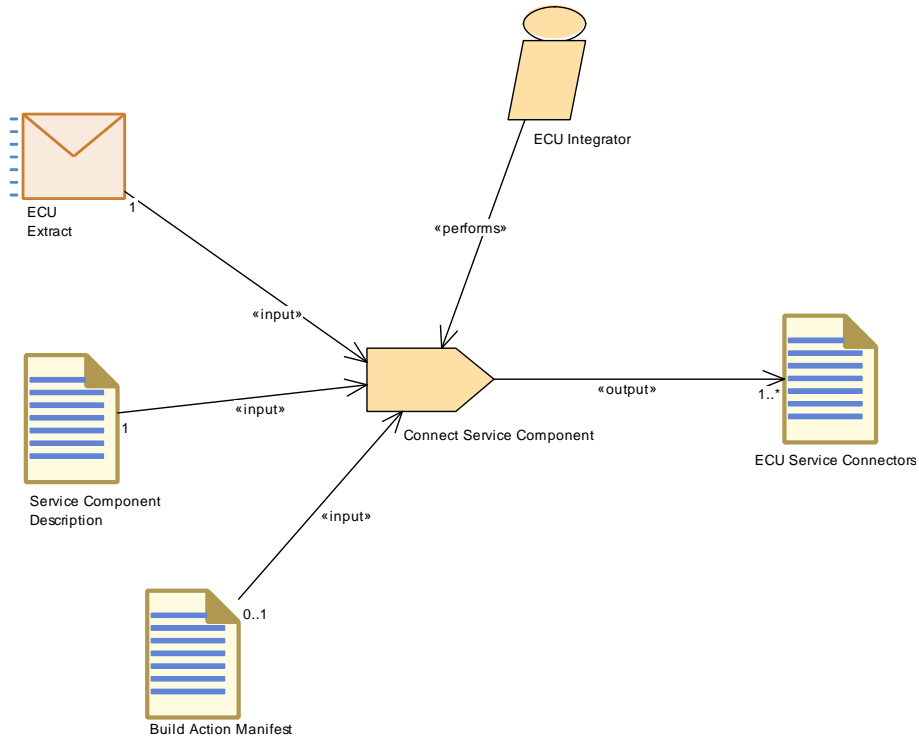 ECU Integrator
1
ECU
Extract
«performs»
«input»
«output»
1..*
«input»
1
Connect Service Component
ECU Service Connectors
Service Component
Description
«input»
0..1
Build Action Manifest